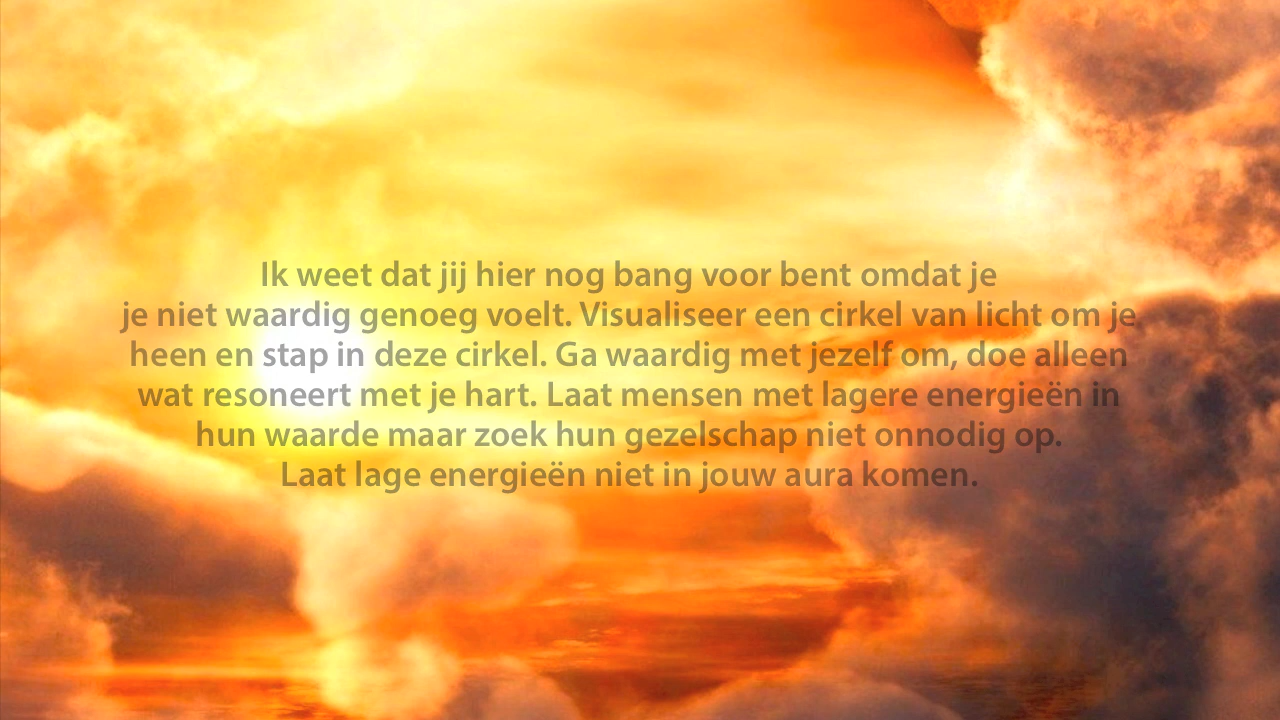 Ik weet dat jij hier nog bang voor bent omdat je
je niet waardig genoeg voelt. Visualiseer een cirkel van licht om je
heen en stap in deze cirkel. Ga waardig met jezelf om, doe alleen
wat resoneert met je hart. Laat mensen met lagere energieën in
hun waarde maar zoek hun gezelschap niet onnodig op.
Laat lage energieën niet in jouw aura komen.